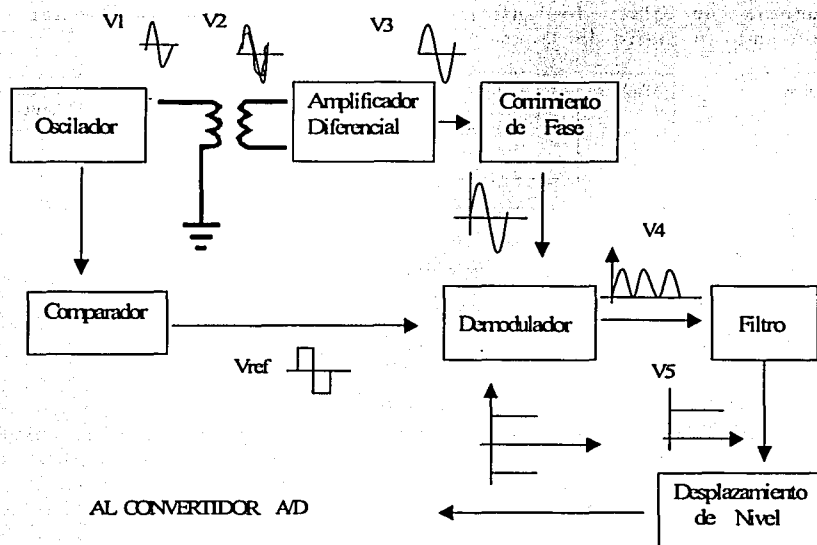 V1
V2
V3
Oscilador
Amplificador
Diferencial
Corrimiento
de Fase
V4
Comparador
Demodulador
Filtro
Vref
V5
AL CONVERTIDOR A/D
Desplazamiento
de Nivel